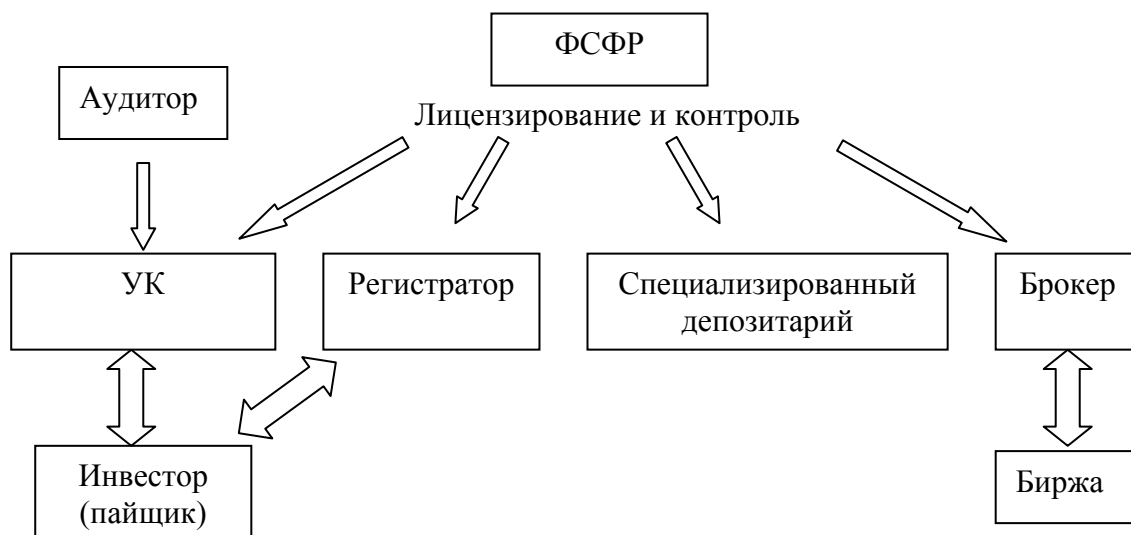 ФСФР
Аудитор
Лицензирование и контроль
УК
Регистратор
Специализированный
депозитарий
Брокер
Инвестор
(пайщик)
Биржа